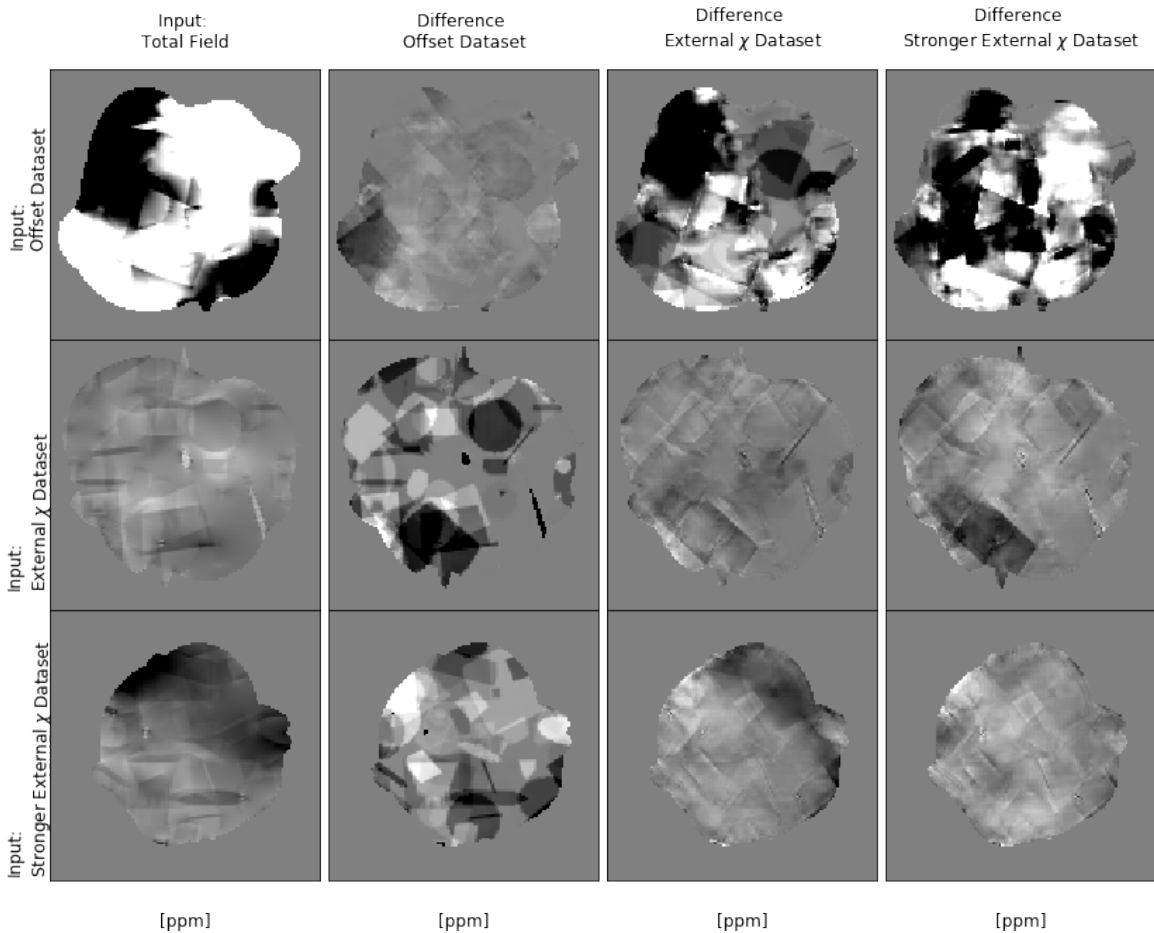 Input:
Total Field
Difference
Offset Dataset
Difference
External χ Dataset
Difference
Stronger External χ Dataset
Input:
Offset Dataset
Input:
External χ Dataset
Input:
Stronger External χ Dataset
[ppm]
[ppm]
[ppm]
[ppm]